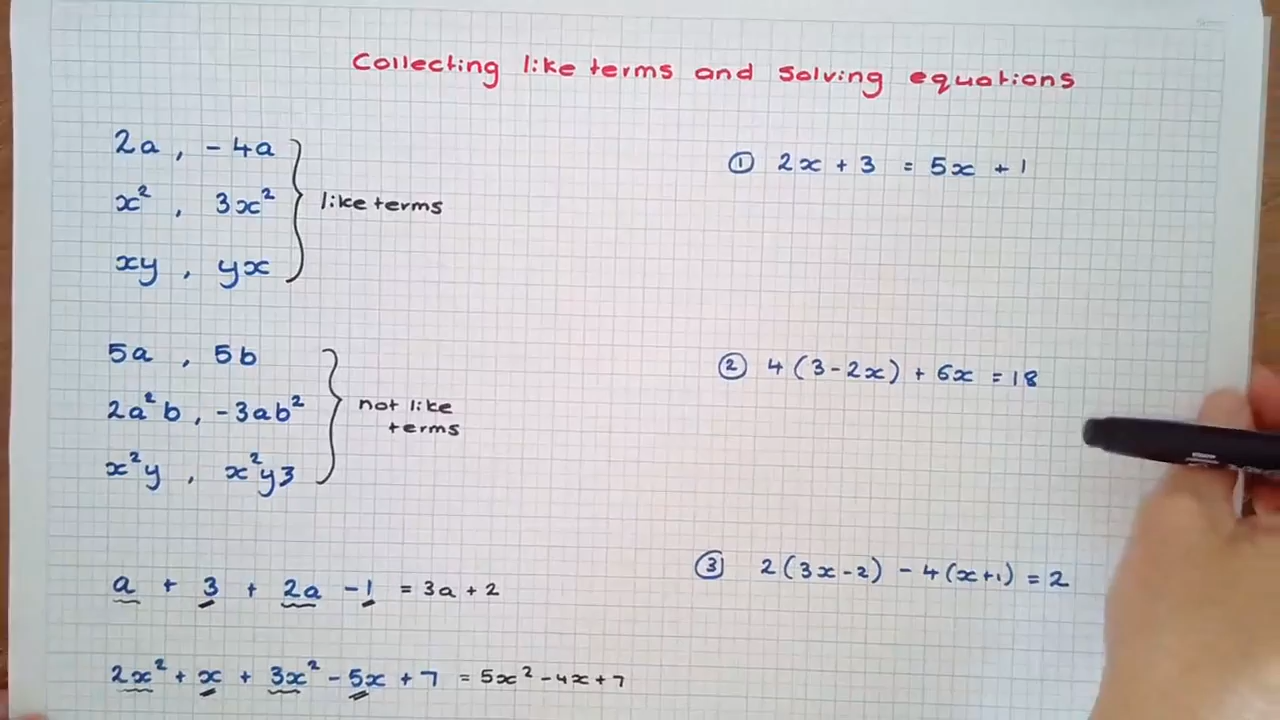 Collecting like terms and solving equations
2a , - 4a
x² , 3x²
xy , yx
like terms
5a , 5b
2a²b , -3ab²
x²y , x²y3
not like
terms
a + 3 + 2a - 1 = 3a + 2
2x² + x + 3x² - 5x + 7 = 5x² - 4x + 7
① 2x + 3 = 5x + 1
② 4(3-2x) + 6x = 18
③ 2(3x-2) - 4(x+1) = 2